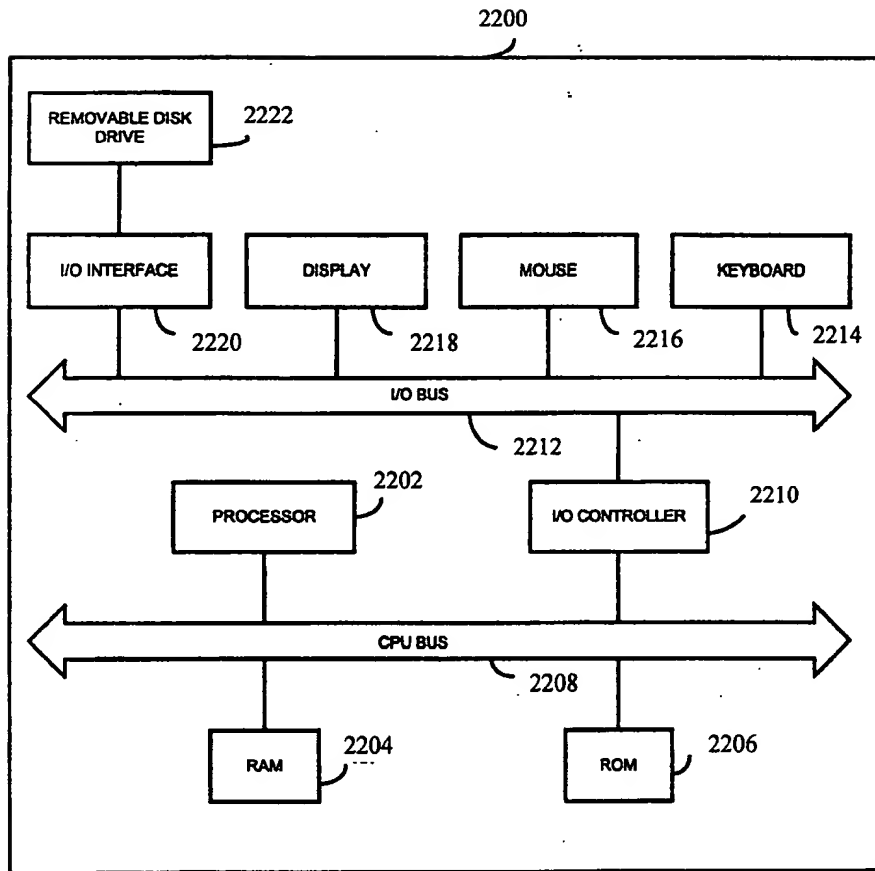 2200
REMOVABLE DISK
DRIVE
2222
I/O INTERFACE
DISPLAY
MOUSE
KEYBOARD
2220
2218
2216
2214
I/O BUS
2212
PROCESSOR
2202
I/O CONTROLLER
2210
CPU BUS
2208
RAM
2204
ROM
2206